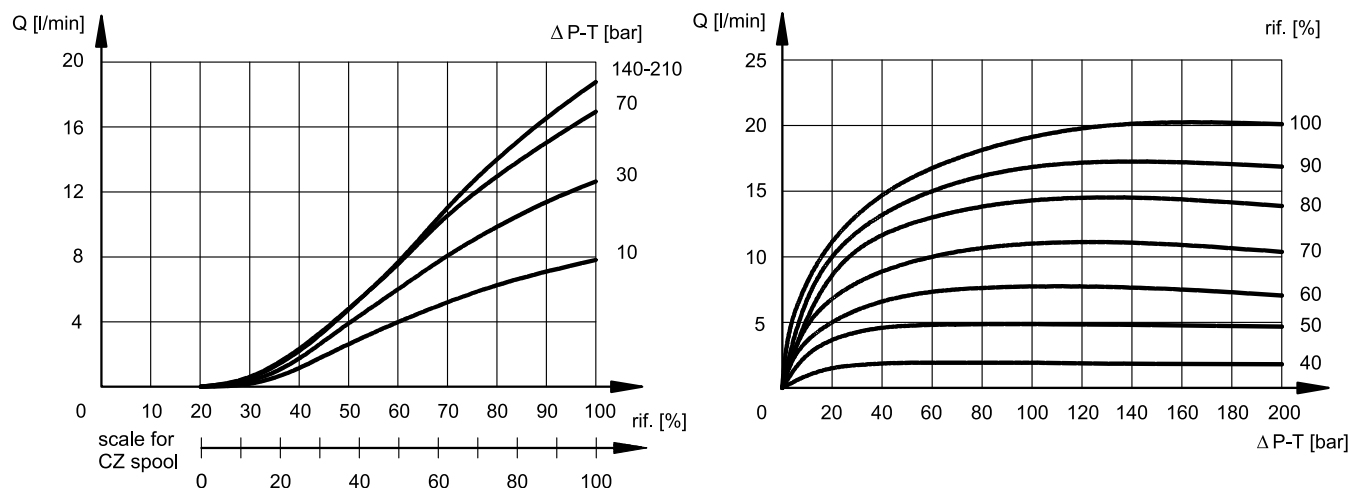 Q [l/min]
Δ P-T [bar]
20
16
12
8
4
140-210
70
30
10
0 10 20 30 40 50 60 70 80 90 100
rif. [%]
scale for
CZ spool
0 20 40 60 80 100
Q [l/min]
rif. [%]
25
20
15
10
5
100
90
80
70
60
50
40
0 20 40 60 80 100 120 140 160 180 200
Δ P-T [bar]